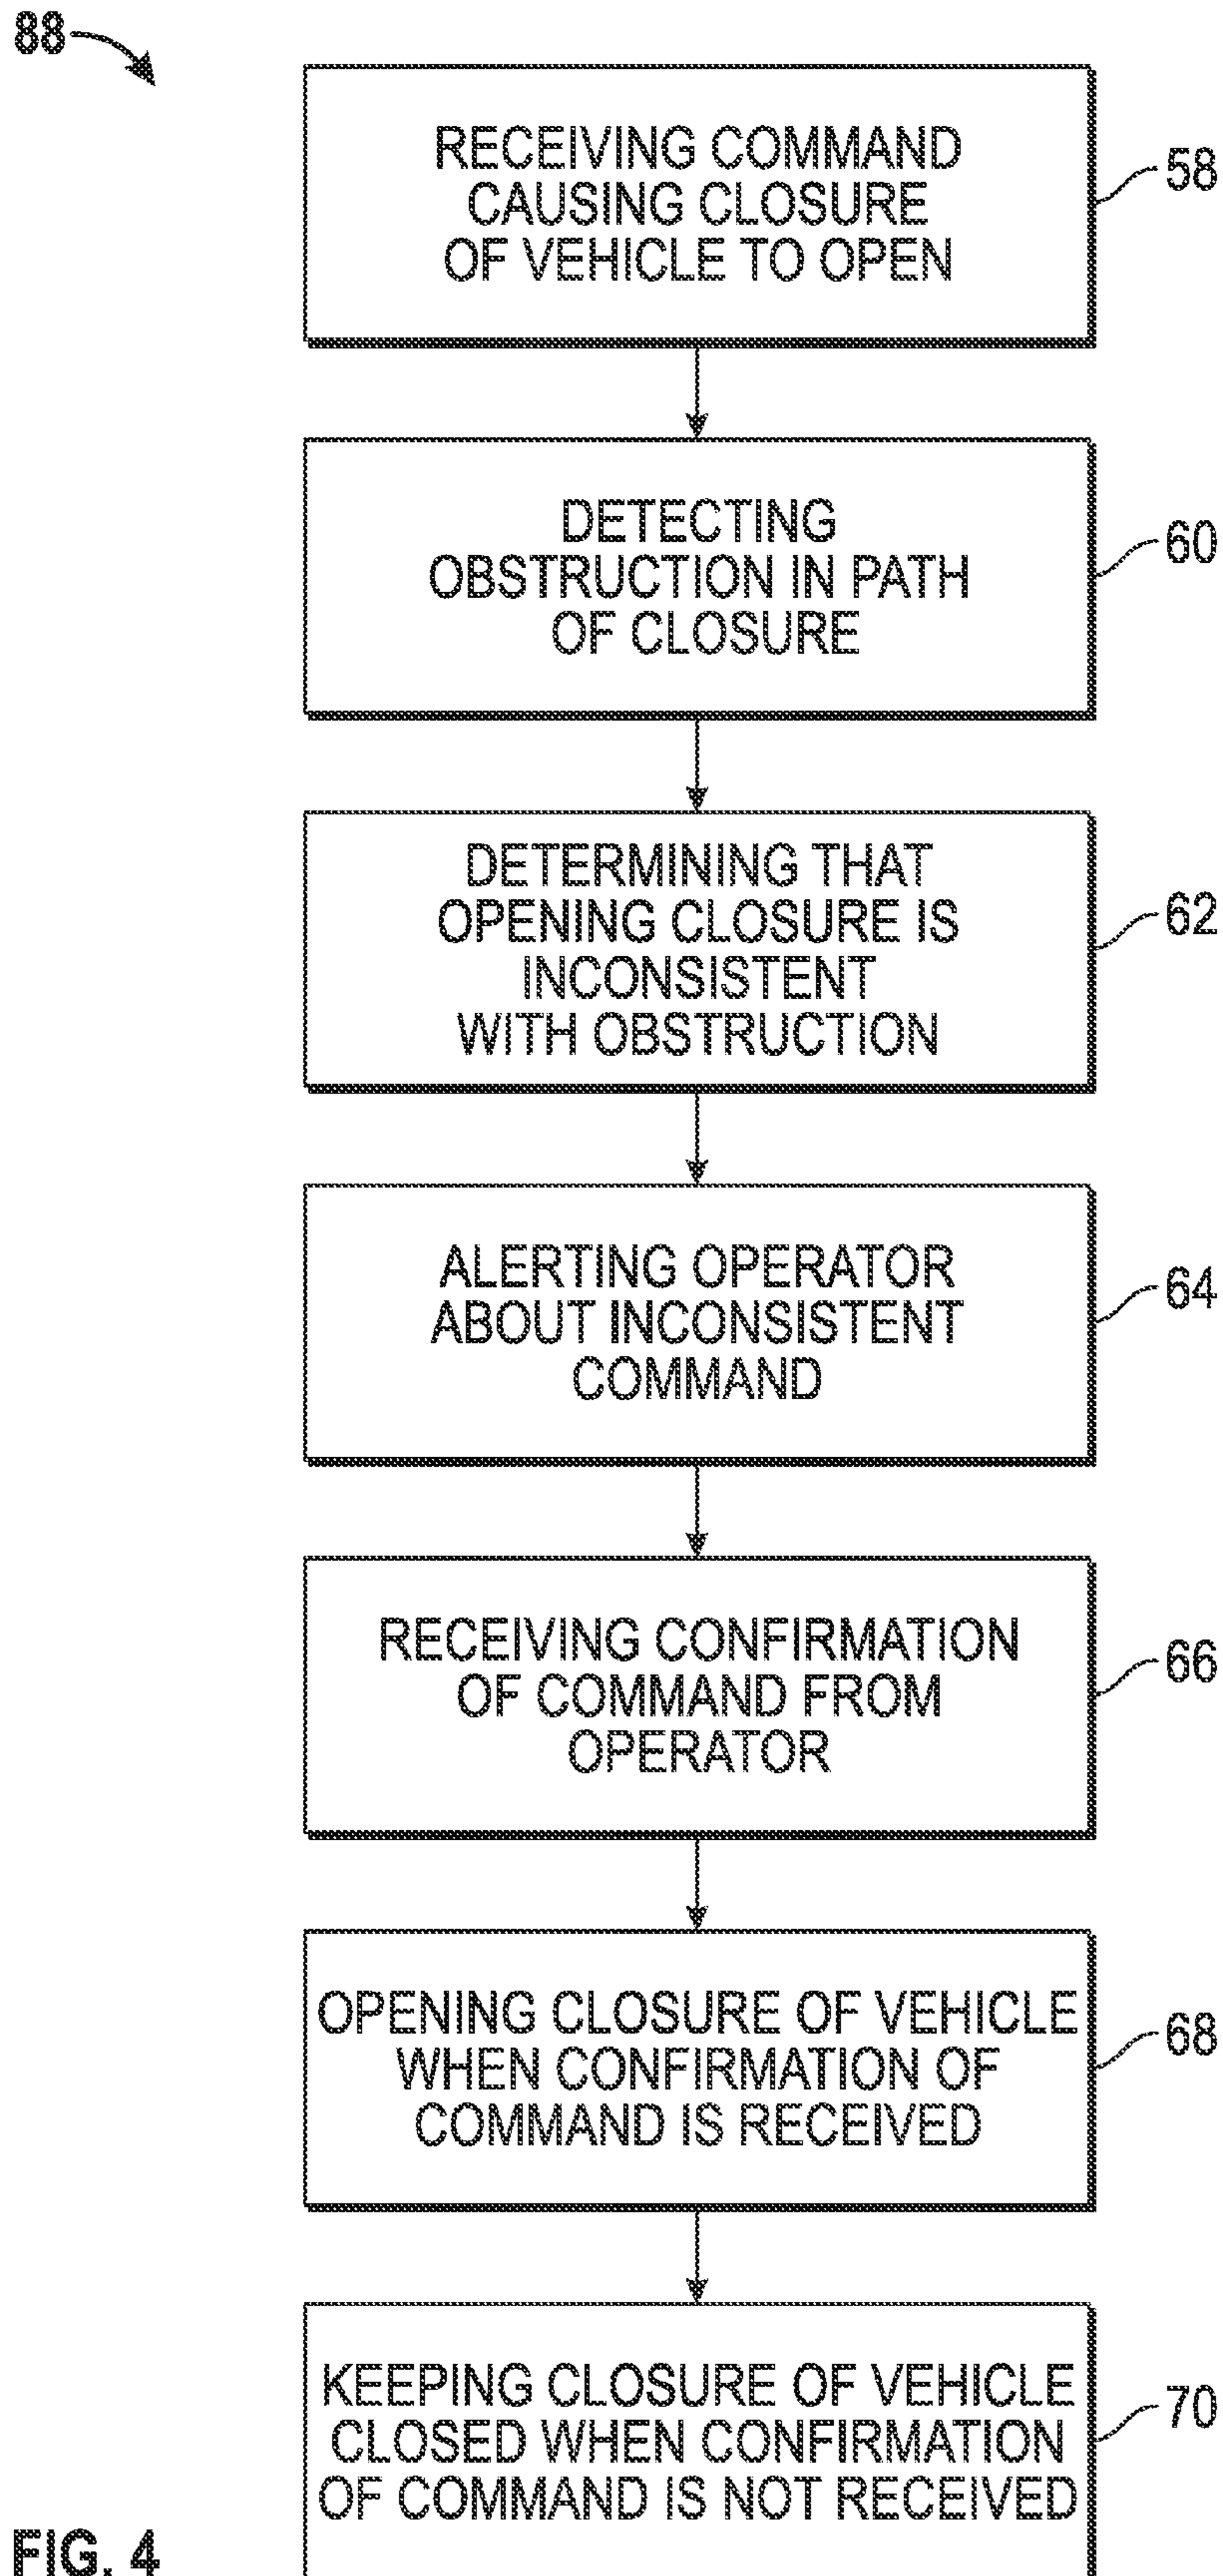 88
RECEIVING COMMAND
CAUSING CLOSURE
OF VEHICLE TO OPEN
58
DETECTING
OBSTRUCTION IN PATH
OF CLOSURE
60
DETERMINING THAT
OPENING CLOSURE IS
INCONSISTENT
WITH OBSTRUCTION
62
ALERTING OPERATOR
ABOUT INCONSISTENT
COMMAND
64
RECEIVING CONFIRMATION
OF COMMAND FROM
OPERATOR
66
OPENING CLOSURE OF VEHICLE
WHEN CONFIRMATION OF
COMMAND IS RECEIVED
68
KEEPING CLOSURE OF VEHICLE
CLOSED WHEN CONFIRMATION
OF COMMAND IS NOT RECEIVED
70
FIG. 4